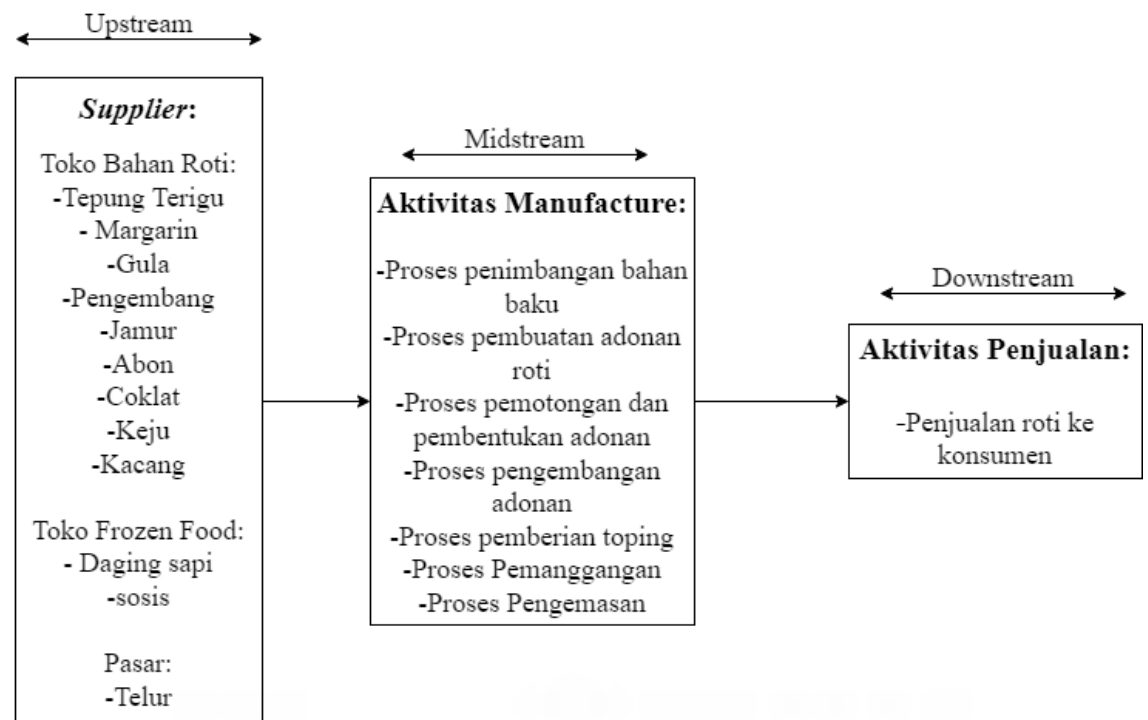 Upstream
Supplier:
Toko Bahan Roti:
-Tepung Terigu
- Margarin
-Gula
-Pengembang
-Jamur
-Abon
-Coklat
-Keju
-Kacang
Toko Frozen Food:
- Daging sapi
-sosis
Pasar:
-Telur
Midstream
Aktivitas Manufacture:
-Proses penimbangan bahan
baku
-Proses pembuatan adonan
roti
-Proses pemotongan dan
pembentukan adonan
-Proses pengembangan
adonan
-Proses pemberian toping
-Proses Pemanggangan
-Proses Pengemasan
Downstream
Aktivitas Penjualan:
-Penjualan roti ke
konsumen